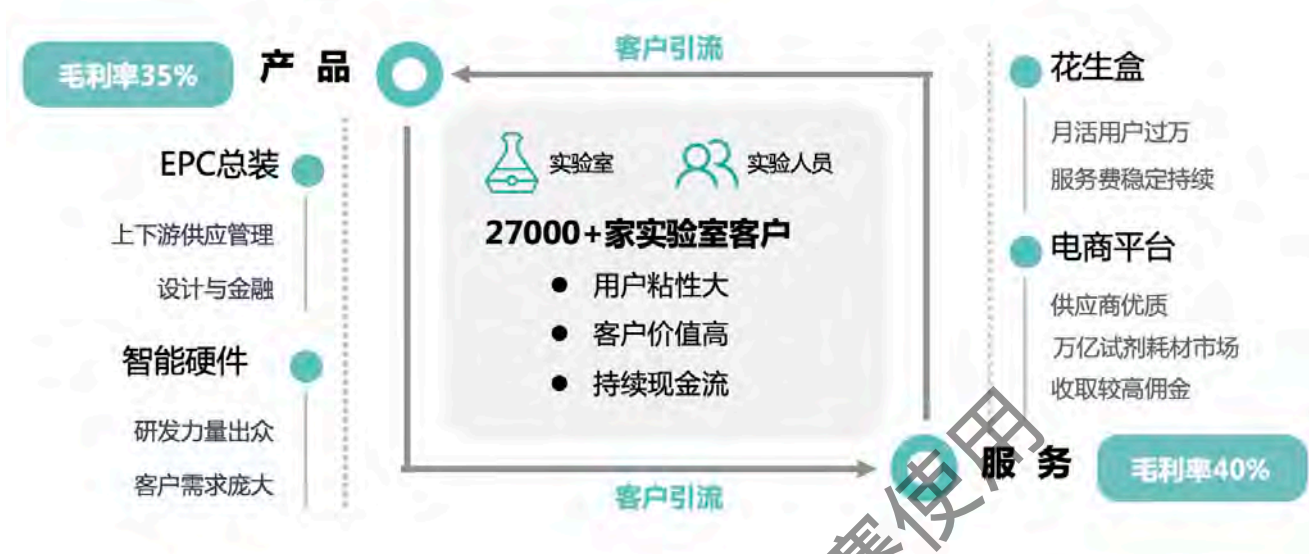 毛利率35%
产 品
EPC总装
上下游供应管理
设计与金融
智能硬件
研发力量出众
客户需求庞大
客户引流
实验室
实验人员
27000+家实验室客户
● 用户粘性大
● 客户价值高
● 持续现金流
客户引流
花生盒
月活用户过万
服务费稳定持续
电商平台
供应商优质
万亿试剂耗材市场
收取较高佣金
服 务
毛利率40%
赛使用